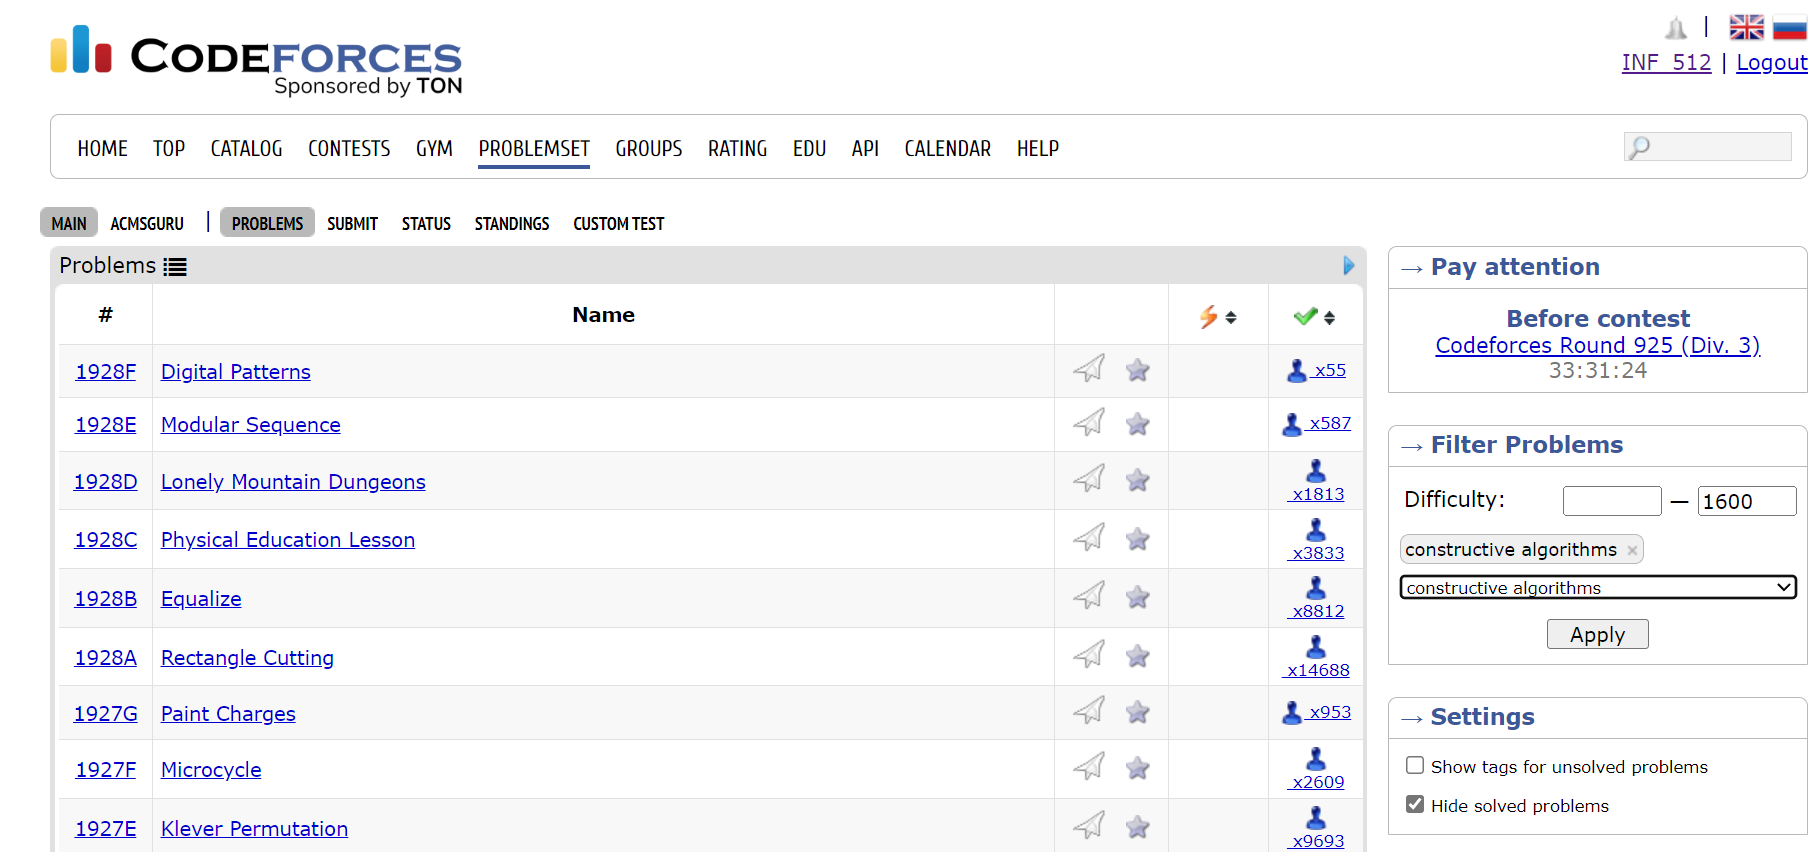 CODEFORCES
Sponsored by TON
|
INF_512 | Logout
HOME TOP CATALOG CONTESTS GYM PROBLEMSET GROUPS RATING EDU API CALENDAR HELP
MAIN ACMSGURU | PROBLEMS SUBMIT STATUS STANDINGS CUSTOM TEST
Problems
# Name
1928F Digital Patterns x55
1928E Modular Sequence x587
1928D Lonely Mountain Dungeons x1813
1928C Physical Education Lesson x3833
1928B Equalize x8812
1928A Rectangle Cutting x14688
1927G Paint Charges x953
1927F Microcycle x2609
1927E Klever Permutation x9693
→ Pay attention
Before contest
Codeforces Round 925 (Div. 3)
33:31:24
→ Filter Problems
Difficulty: — 1600
constructive algorithms ×
constructive algorithms
Apply
→ Settings
Show tags for unsolved problems
Hide solved problems